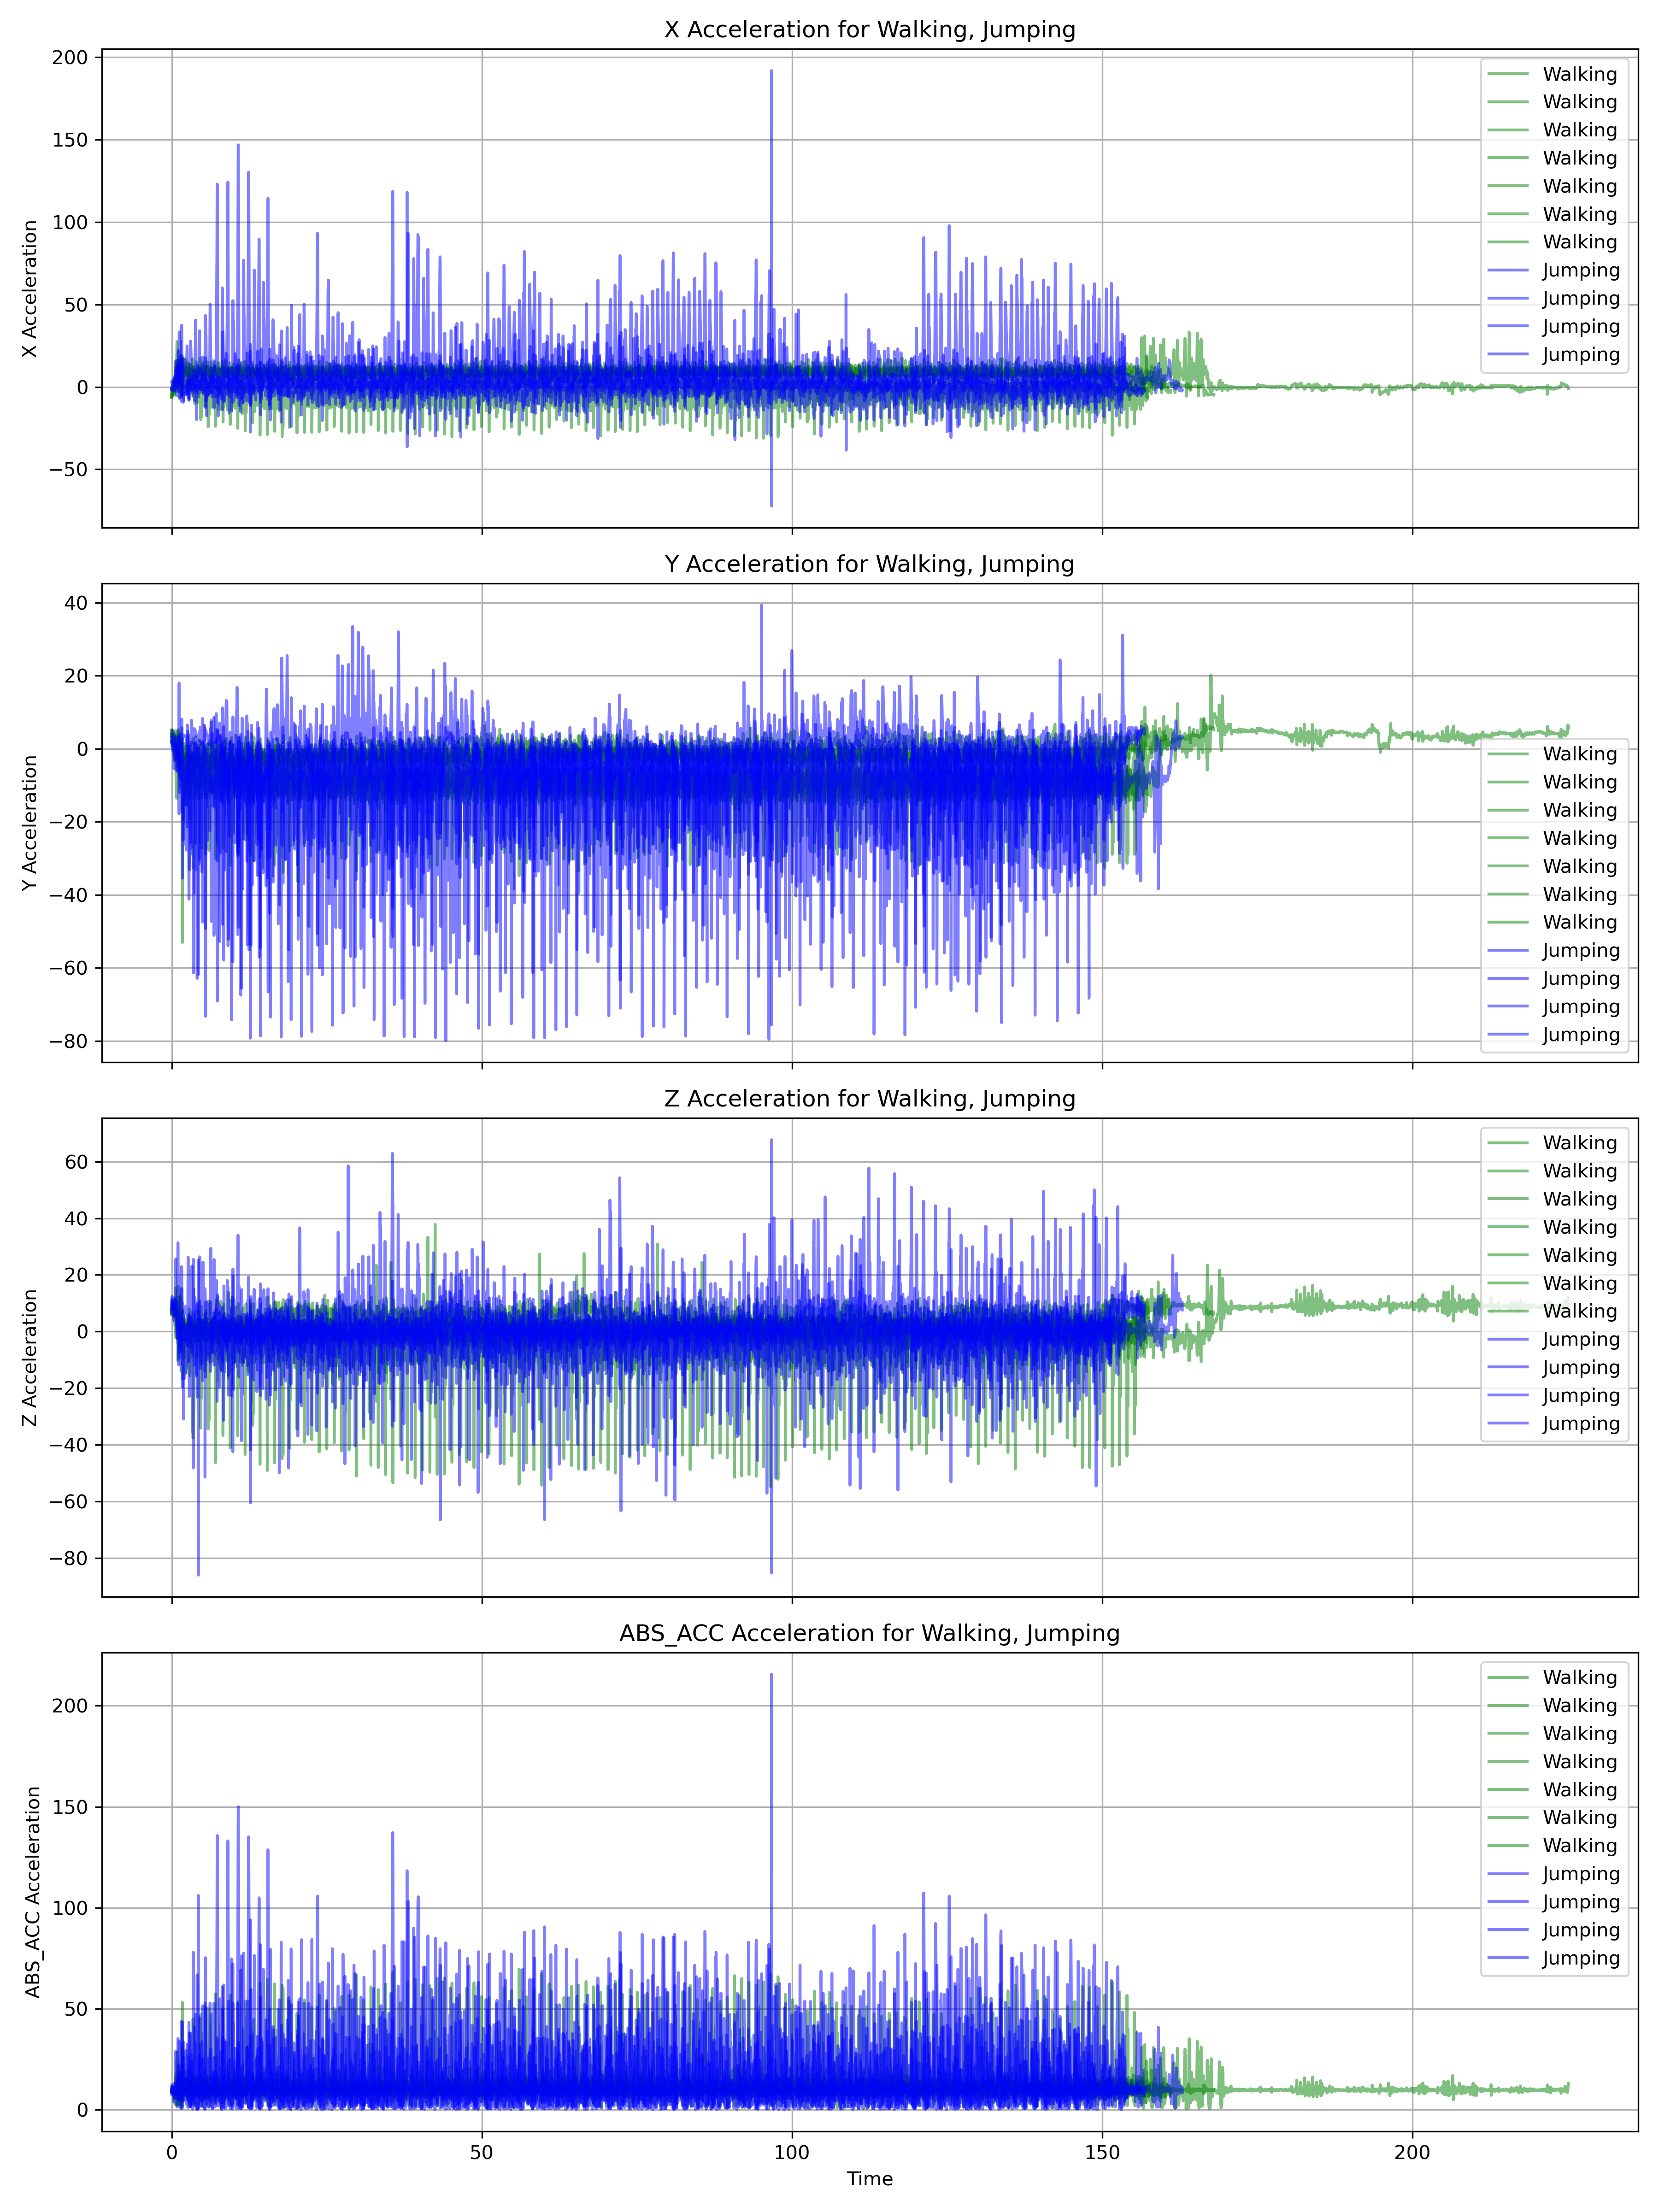 X Acceleration for Walking, Jumping
200
150
100
50
0
−50
X Acceleration
Walking
Walking
Walking
Walking
Walking
Walking
Walking
Jumping
Jumping
Jumping
Jumping
Y Acceleration for Walking, Jumping
40
20
0
−20
−40
−60
−80
Y Acceleration
Walking
Walking
Walking
Walking
Walking
Walking
Walking
Jumping
Jumping
Jumping
Jumping
Z Acceleration for Walking, Jumping
60
40
20
0
−20
−40
−60
−80
Z Acceleration
Walking
Walking
Walking
Walking
Walking
Walking
Walking
Jumping
Jumping
Jumping
Jumping
ABS_ACC Acceleration for Walking, Jumping
200
150
100
50
0
ABS_ACC Acceleration
Walking
Walking
Walking
Walking
Walking
Walking
Walking
Jumping
Jumping
Jumping
Jumping
0 50 100 150 200
Time